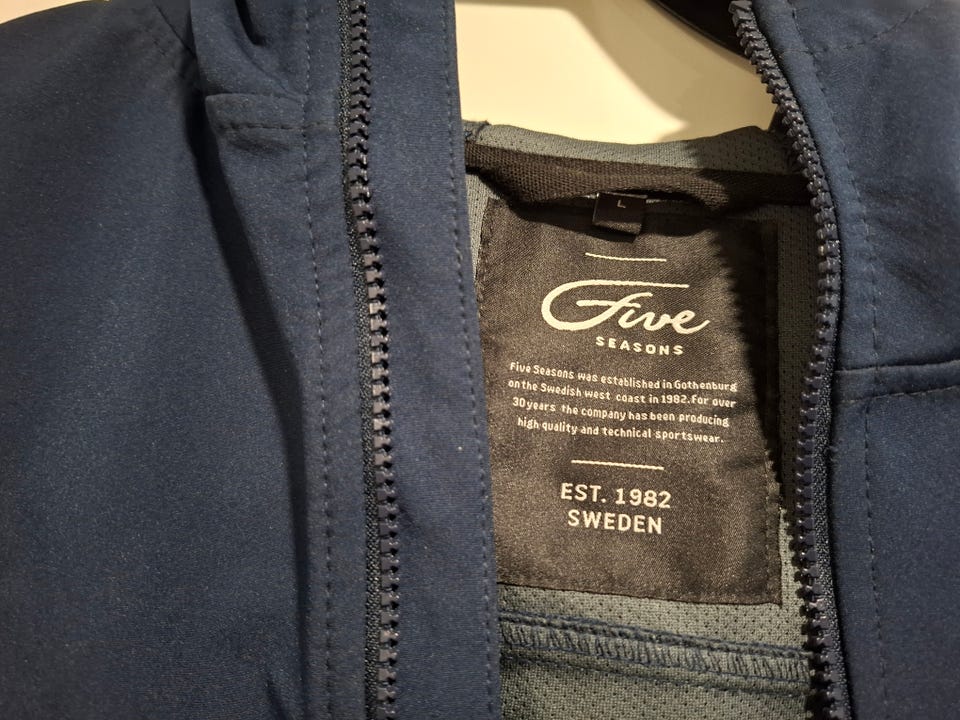 L
Five
SEASONS
Five Seasons was established in Gothenburg
on the Swedish west coast in 1982. For over
30 years the company has been producing
high quality and technical sportswear.
EST. 1982
SWEDEN